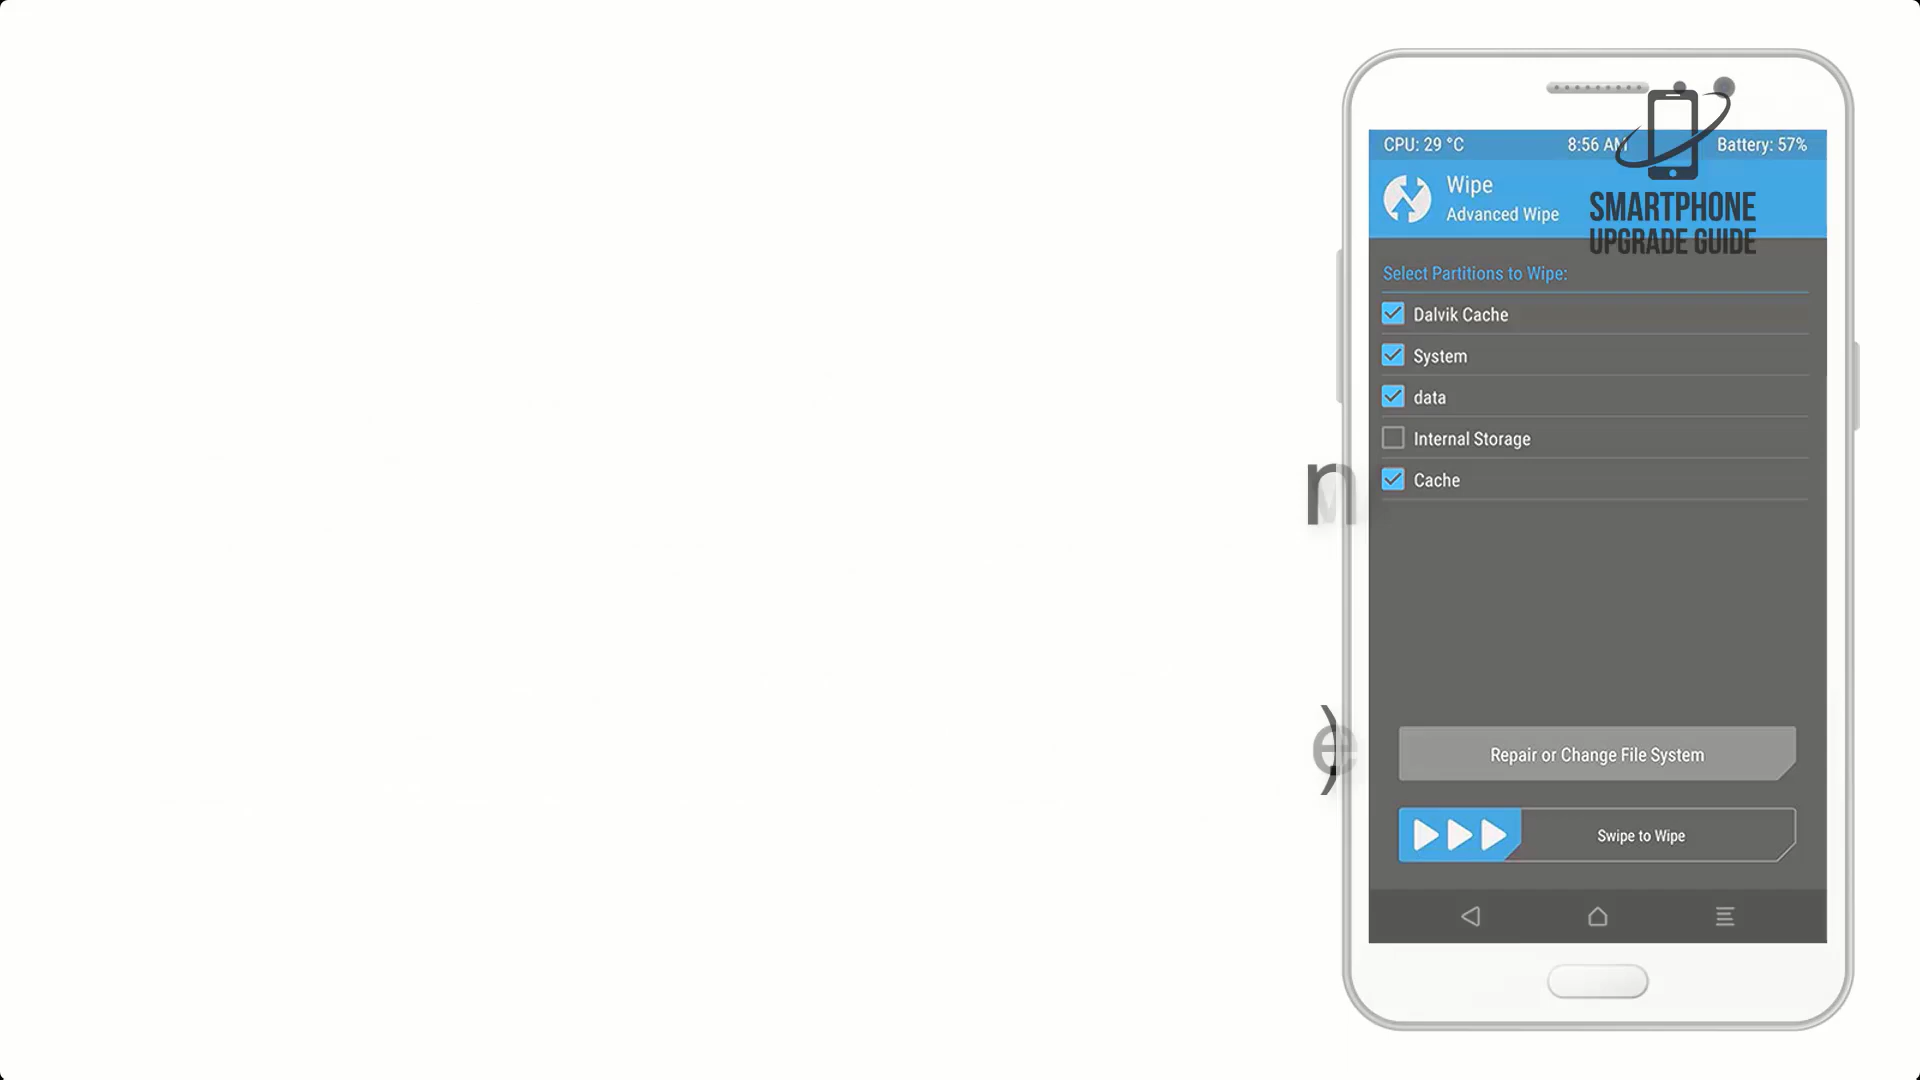 CPU: 29 °C 8:56 AM Battery: 57%
Wipe
Advanced Wipe
SMARTPHONE
UPGRADE GUIDE
Select Partitions to Wipe:
Dalvik Cache
System
data
Internal Storage
Cache
n
)
Repair or Change File System
Swipe to Wipe